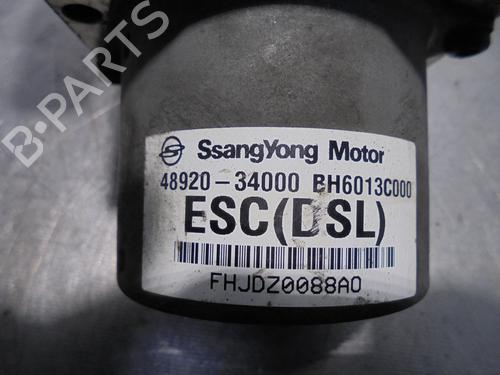 B-PARTS
SsangYong Motor
48920-34000 BH6013C000
ESC(DSL)
FHJDZ0088A0